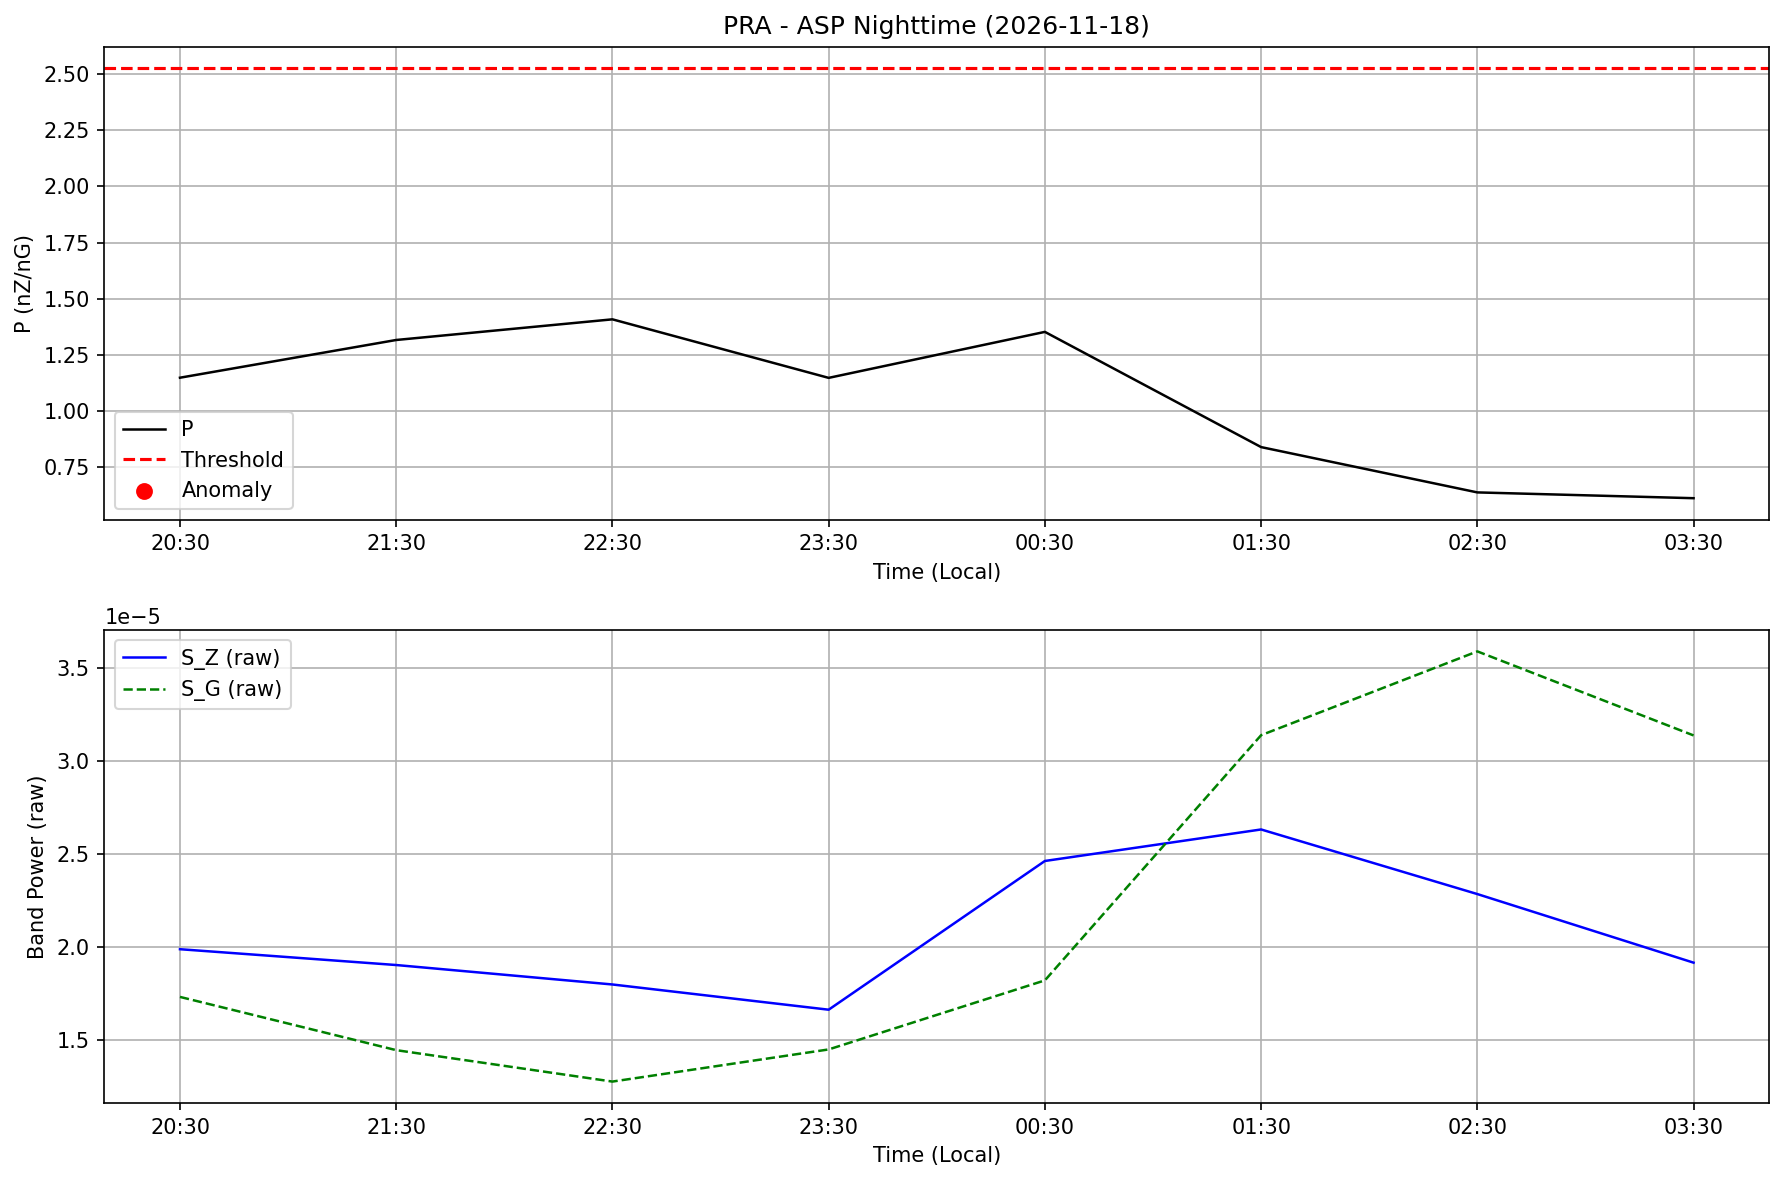 PRA - ASP Nighttime (2026-11-18)
P (nZ/nG)
2.50
2.25
2.00
1.75
1.50
1.25
1.00
0.75
P
Threshold
Anomaly
20:30 21:30 22:30 23:30 00:30 01:30 02:30 03:30
Time (Local)
1e−5
Band Power (raw)
3.5
3.0
2.5
2.0
1.5
S_Z (raw)
S_G (raw)
20:30 21:30 22:30 23:30 00:30 01:30 02:30 03:30
Time (Local)